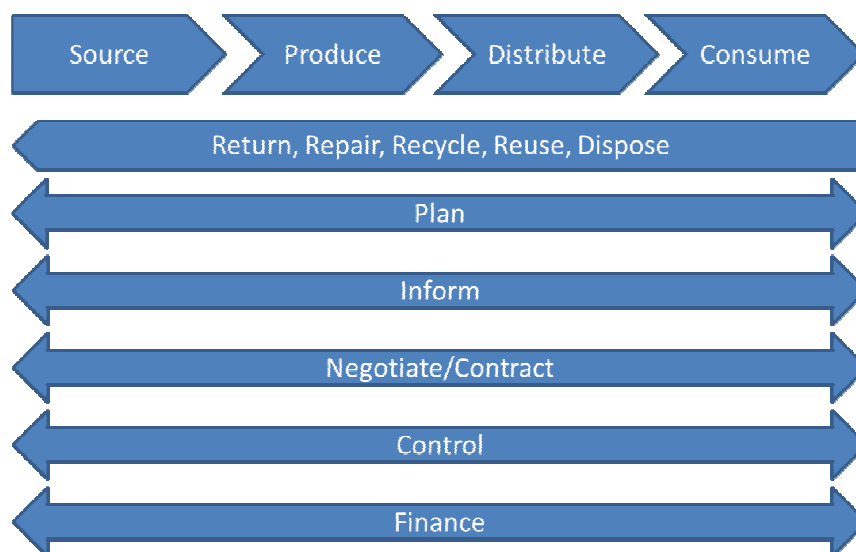 Source
Produce
Distribute
Consume
Return, Repair, Recycle, Reuse, Dispose
Plan
Inform
Negotiate/Contract
Control
Finance